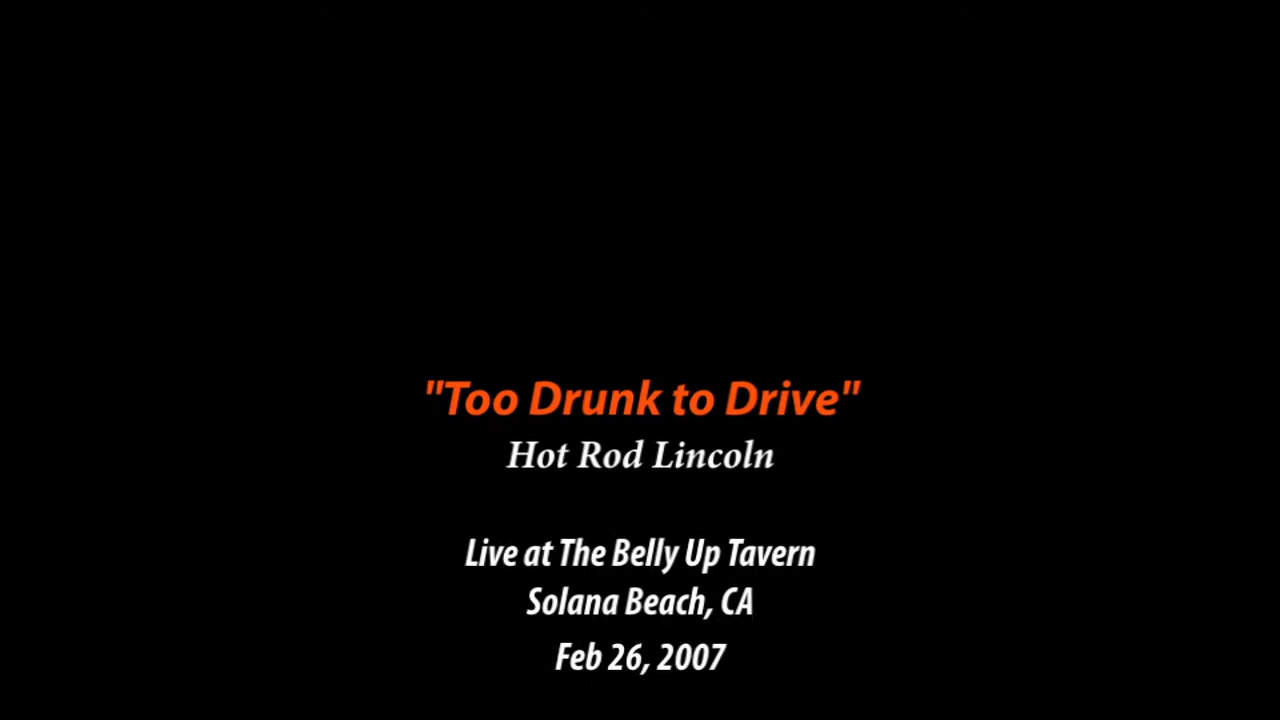 "Too Drunk to Drive"
Hot Rod Lincoln
Live at The Belly Up Tavern
Solana Beach, CA
Feb 26, 2007